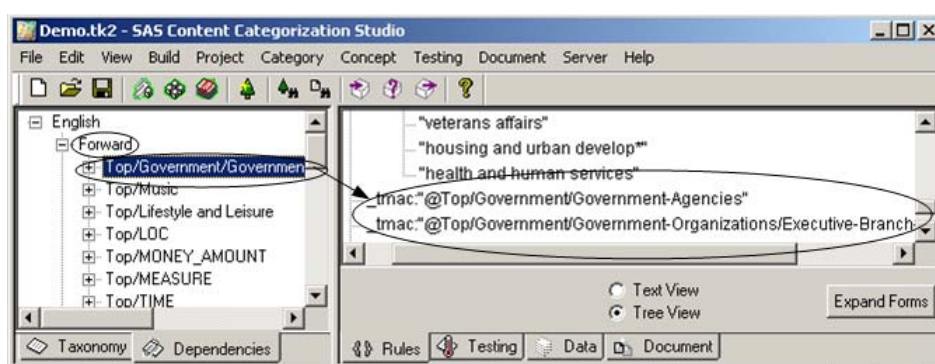 Demo.tk2 - SAS Content Categorization Studio
File Edit View Build Project Category Concept Testing Document Server Help
English
Forward
Top/Government/Governmen
Top/Music
Top/Lifestyle and Leisure
Top/LOC
Top/MONEY_AMOUNT
Top/MEASURE
Top/TIME
Taxonomy Dependencies
"veterans affairs"
"housing and urban develop*"
"health and human services"
_tmac:"@Top/Government/Government-Agencies"
_tmac:"@Top/Government/Government-Organizations/Executive-Branch-
Text View
Tree View
Expand Forms
Rules Testing Data Document